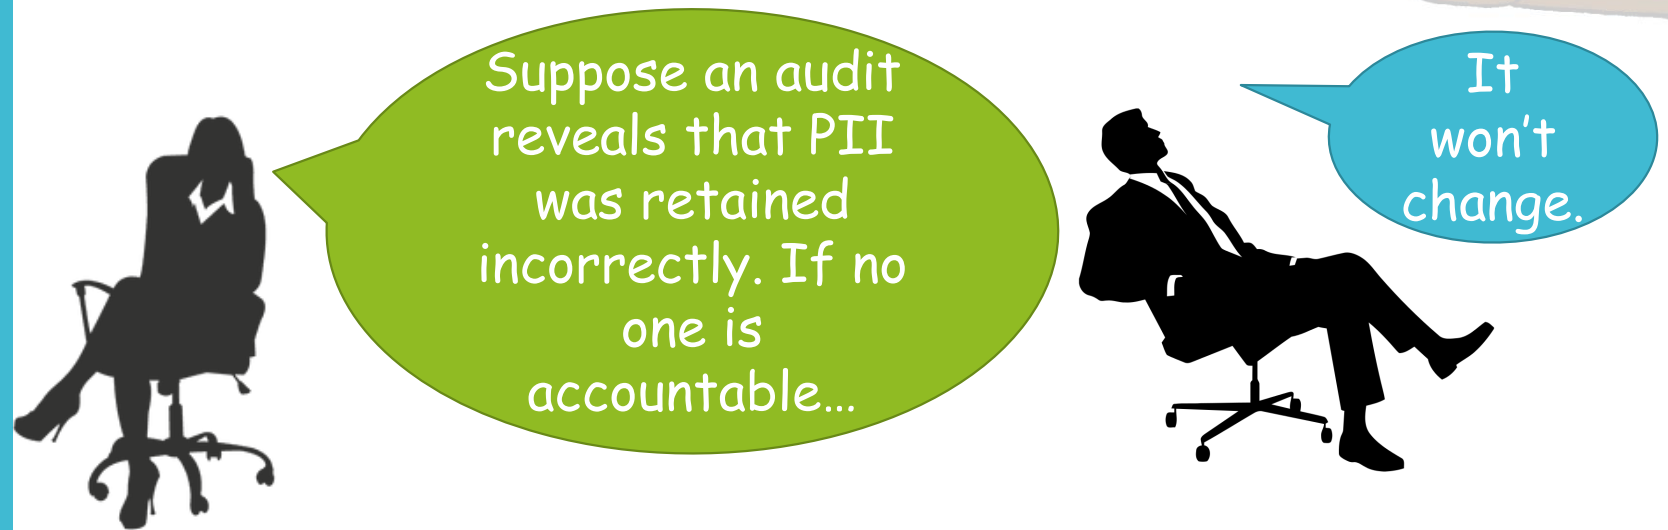 Suppose an audit
reveals that PII
was retained
incorrectly. If no
one is
accountable…
It
won’t
change.